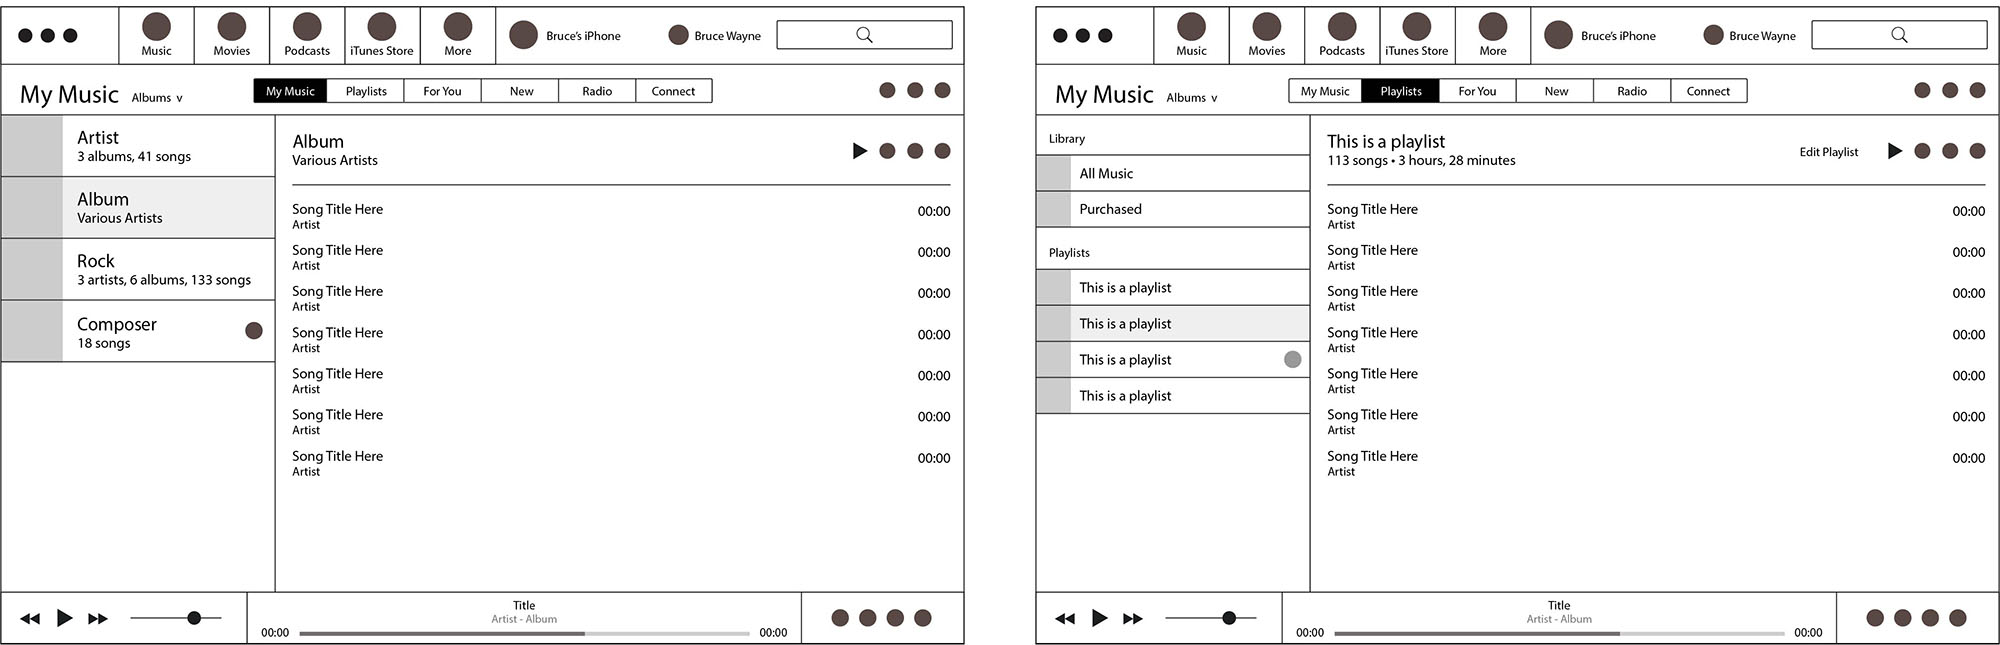 Music Movies Podcasts iTunes Store More Bruce's iPhone Bruce Wayne
My Music Albums v My Music Playlists For You New Radio Connect
Artist
3 albums, 41 songs
Album
Various Artists
Rock
3 artists, 6 albums, 133 songs
Composer
18 songs
Album
Various Artists
Song Title Here 00:00
Artist
Song Title Here 00:00
Artist
Song Title Here 00:00
Artist
Song Title Here 00:00
Artist
Song Title Here 00:00
Artist
Song Title Here 00:00
Artist
Song Title Here 00:00
Artist
Title
Artist - Album
00:00 00:00
Music Movies Podcasts iTunes Store More Bruce's iPhone Bruce Wayne
My Music Albums v My Music Playlists For You New Radio Connect
Library
All Music
Purchased
Playlists
This is a playlist
This is a playlist
This is a playlist
This is a playlist
This is a playlist
113 songs • 3 hours, 28 minutes Edit Playlist
Song Title Here 00:00
Artist
Song Title Here 00:00
Artist
Song Title Here 00:00
Artist
Song Title Here 00:00
Artist
Song Title Here 00:00
Artist
Song Title Here 00:00
Artist
Song Title Here 00:00
Artist
Title
Artist - Album
00:00 00:00